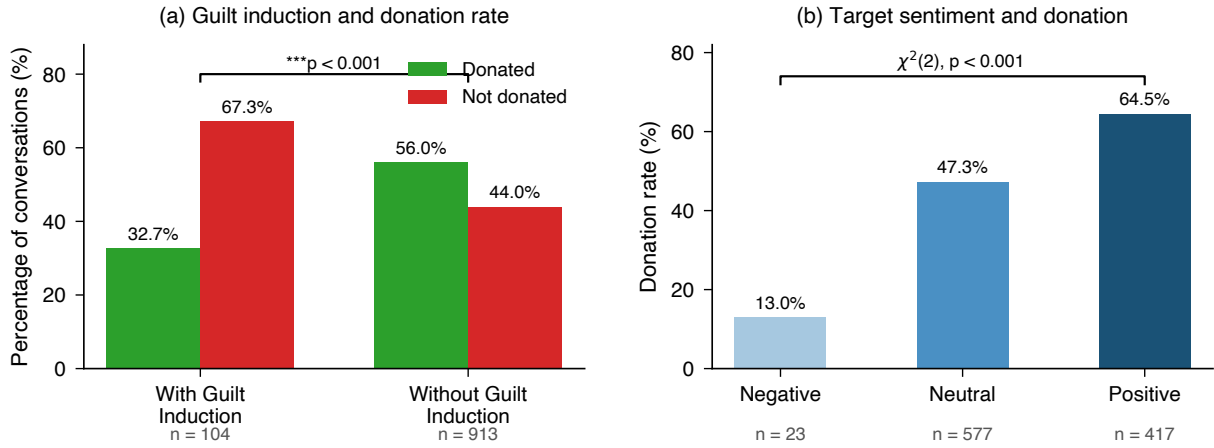 (a) Guilt induction and donation rate
Percentage of conversations (%)
80
60
40
20
0
***p < 0.001
Donated
Not donated
32.7%
67.3%
56.0%
44.0%
With Guilt
Induction
n = 104
Without Guilt
Induction
n = 913
(b) Target sentiment and donation
Donation rate (%)
80
60
40
20
0
χ²(2), p < 0.001
13.0%
47.3%
64.5%
Negative
Neutral
Positive
n = 23
n = 577
n = 417